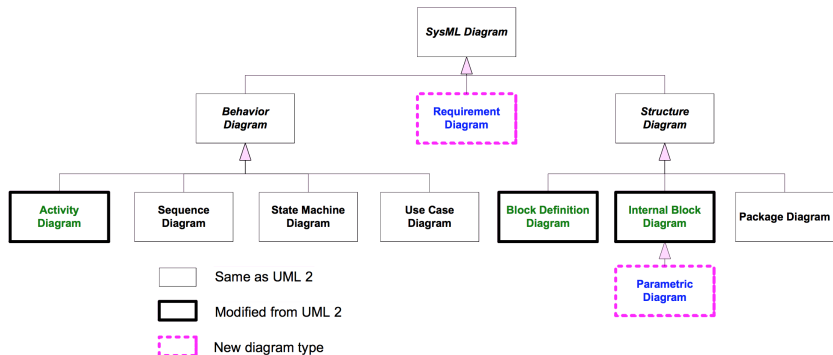 SysML Diagram
Behavior
Diagram
Requirement
Diagram
Structure
Diagram
Activity
Diagram
Sequence
Diagram
State Machine
Diagram
Use Case
Diagram
Block Definition
Diagram
Internal Block
Diagram
Package Diagram
Parametric
Diagram
Same as UML 2
Modified from UML 2
New diagram type